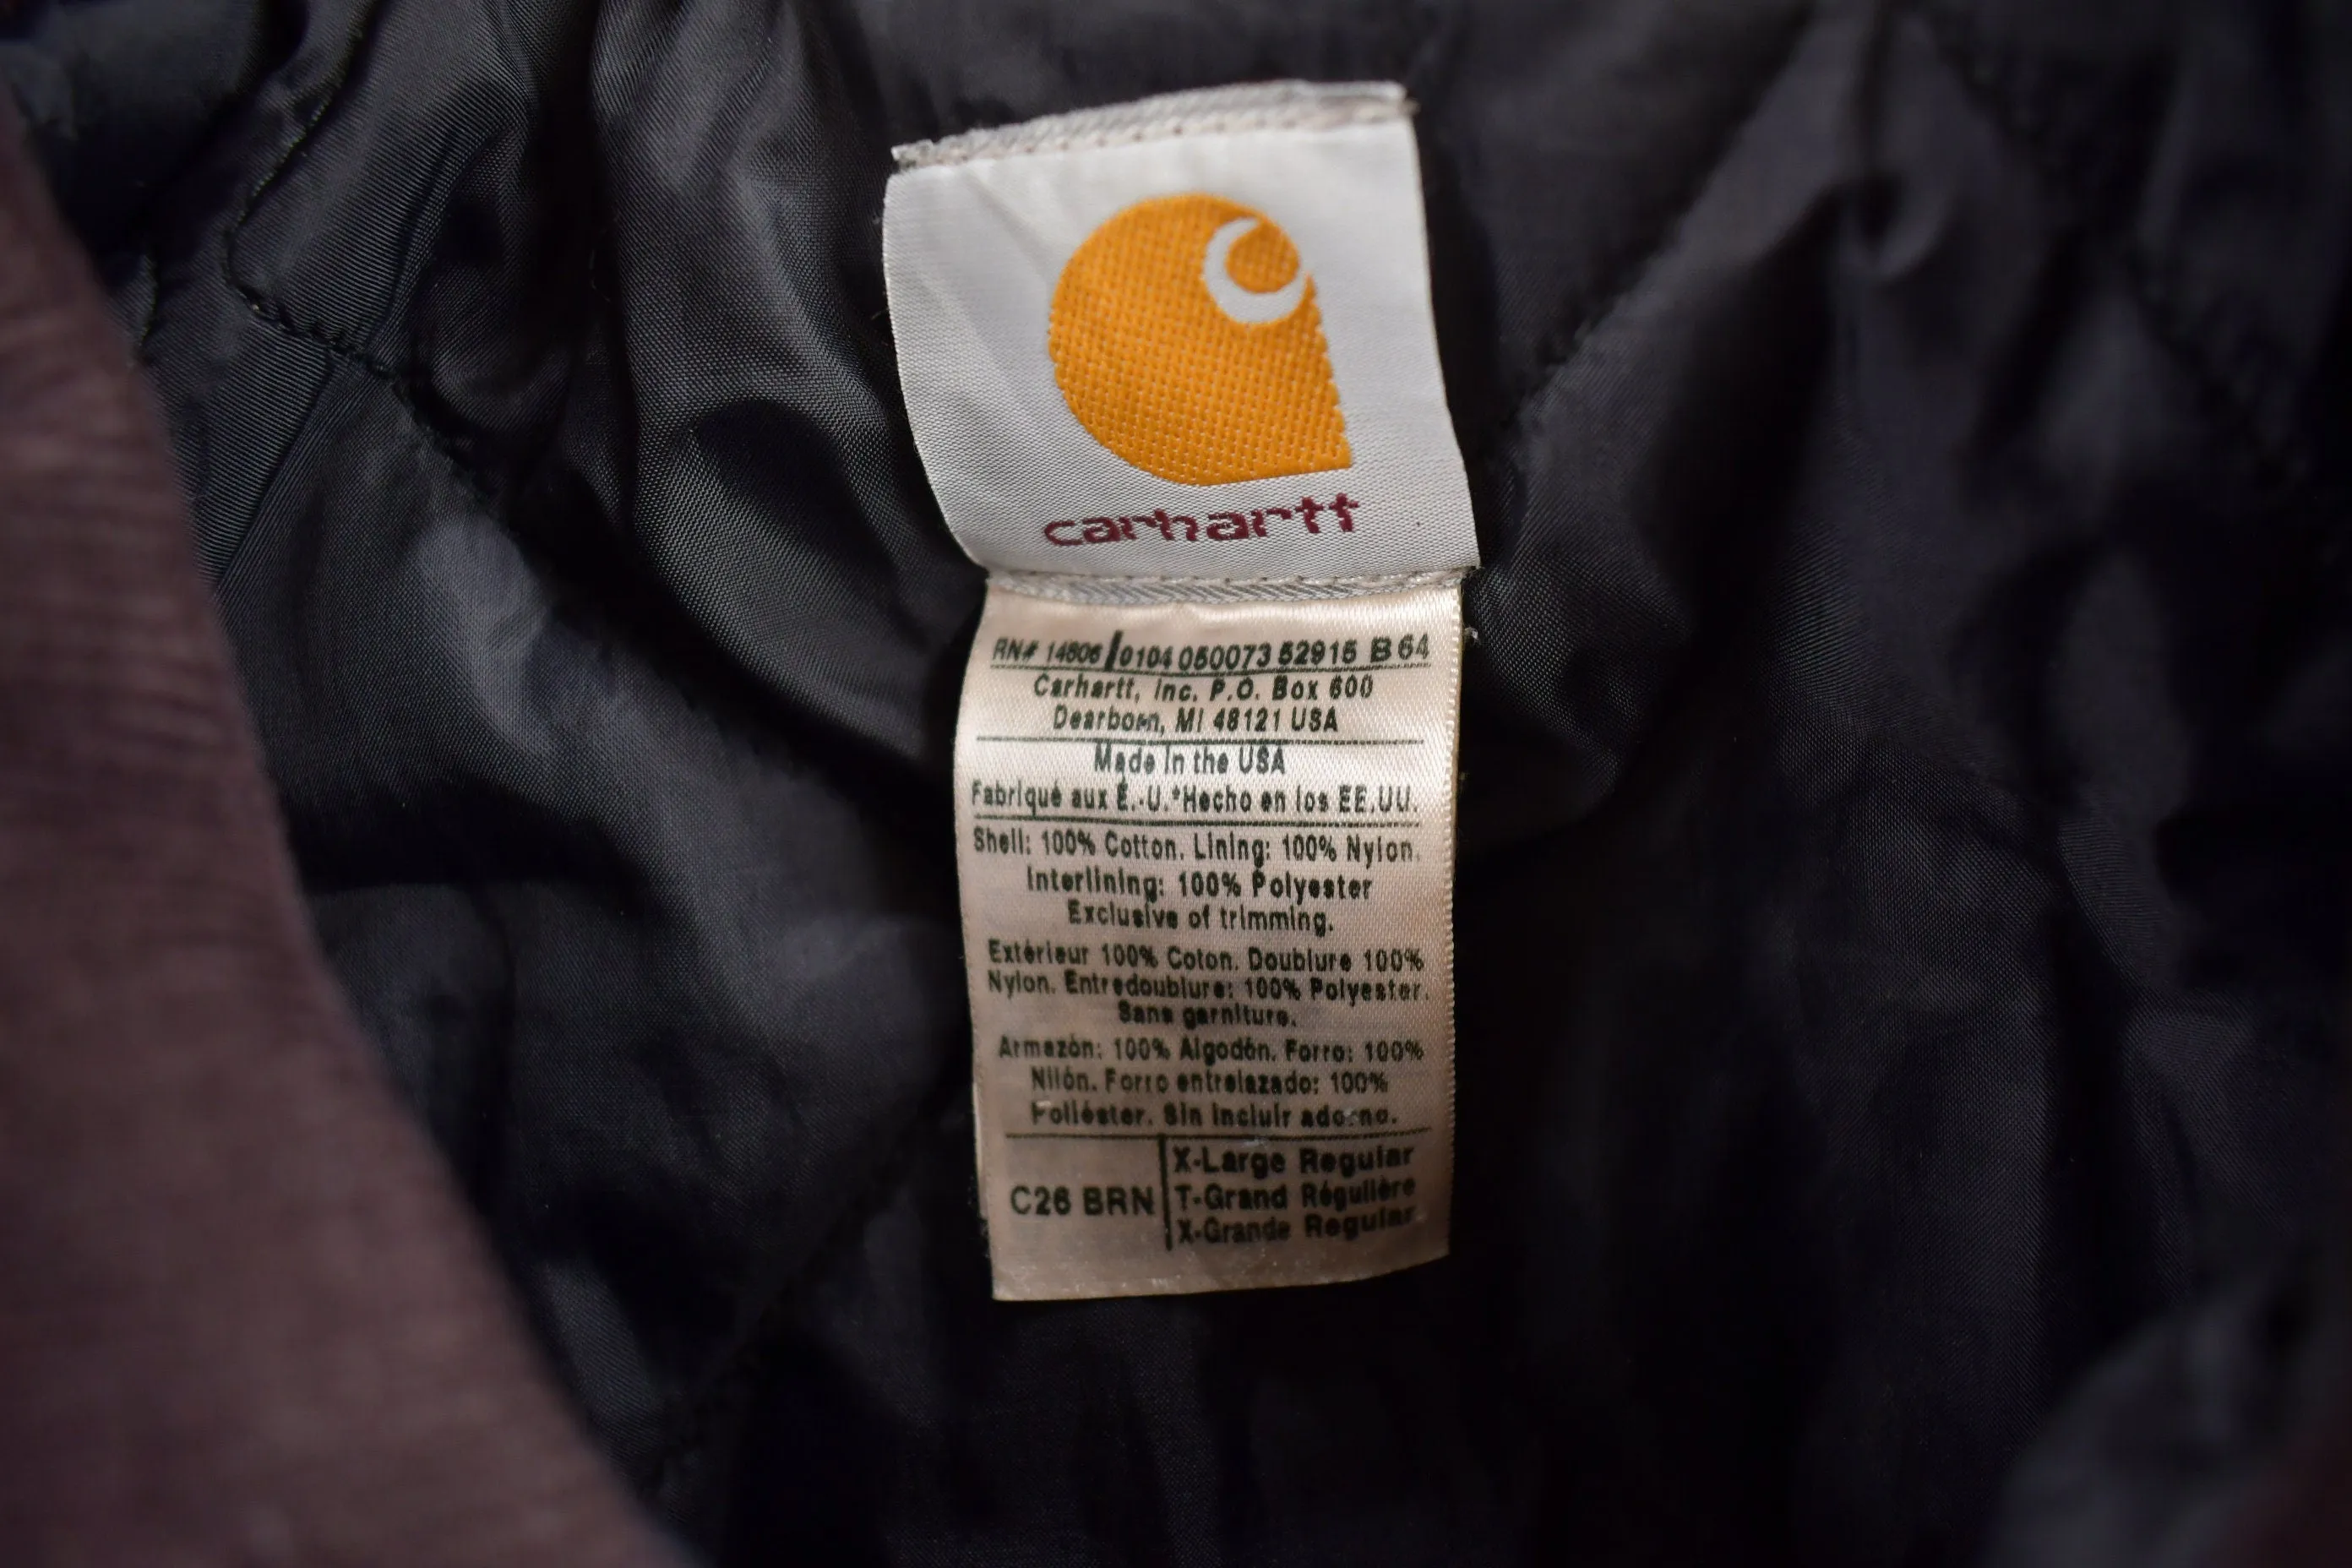 carhartt
RN# 14806/0104 050073 52915 B 64
Carhartt, Inc. P.O. Box 600
Dearborn, MI 48121 USA
Made in the USA
Fabriqué aux É.-U.*Hecho en los EE.UU.
Shell: 100% Cotton. Lining: 100% Nylon.
Interlining: 100% Polyester
Exclusive of trimming.
Extérieur 100% Coton. Doublure 100%
Nylon. Entredoublure: 100% Polyester.
Sans garniture.
Armazón: 100% Algodón. Forro: 100%
Nilón. Forro entrelazado: 100%
Poliéster. Sin incluir adorno.
C26 BRN
X-Large Regular
T-Grand Régulière
X-Grande Regular